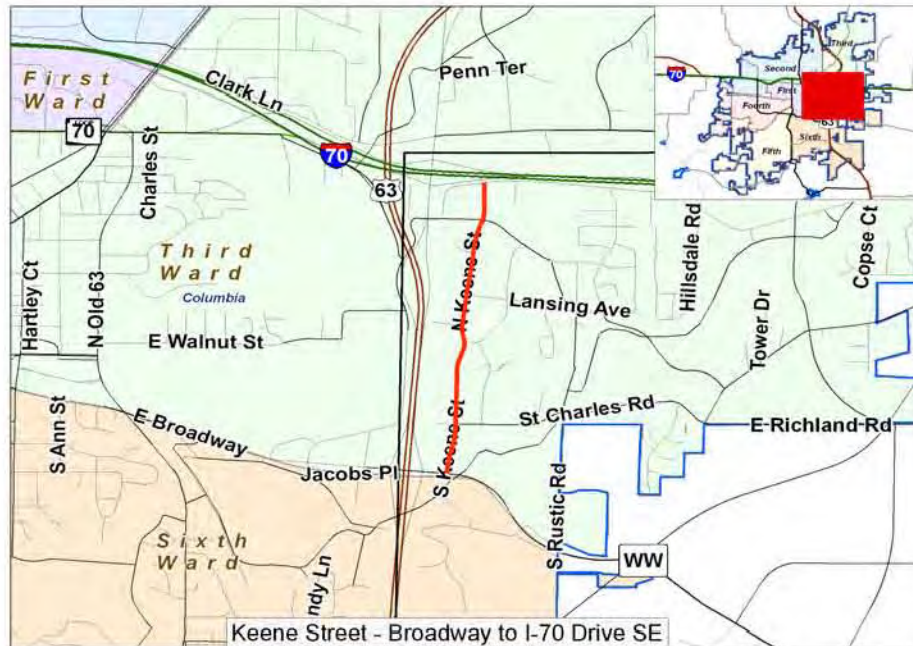 First
Ward
Clark Ln
Penn Ter
70
Charles St
70
63
Third
Ward
Columbia
Hartley Ct
N Old 63
E Walnut St
N Keene St
Lansing Ave
Hillsdale Rd
Tower Dr
Copse Ct
S Ann St
E Broadway
Jacobs Pl
S Keene St
St Charles Rd
E Richland Rd
S Rustic Rd
Sixth
Ward
ndy Ln
WW
Keene Street - Broadway to I-70 Drive SE
Third
Second
70
First
Fourth
63
Sixth
Fifth